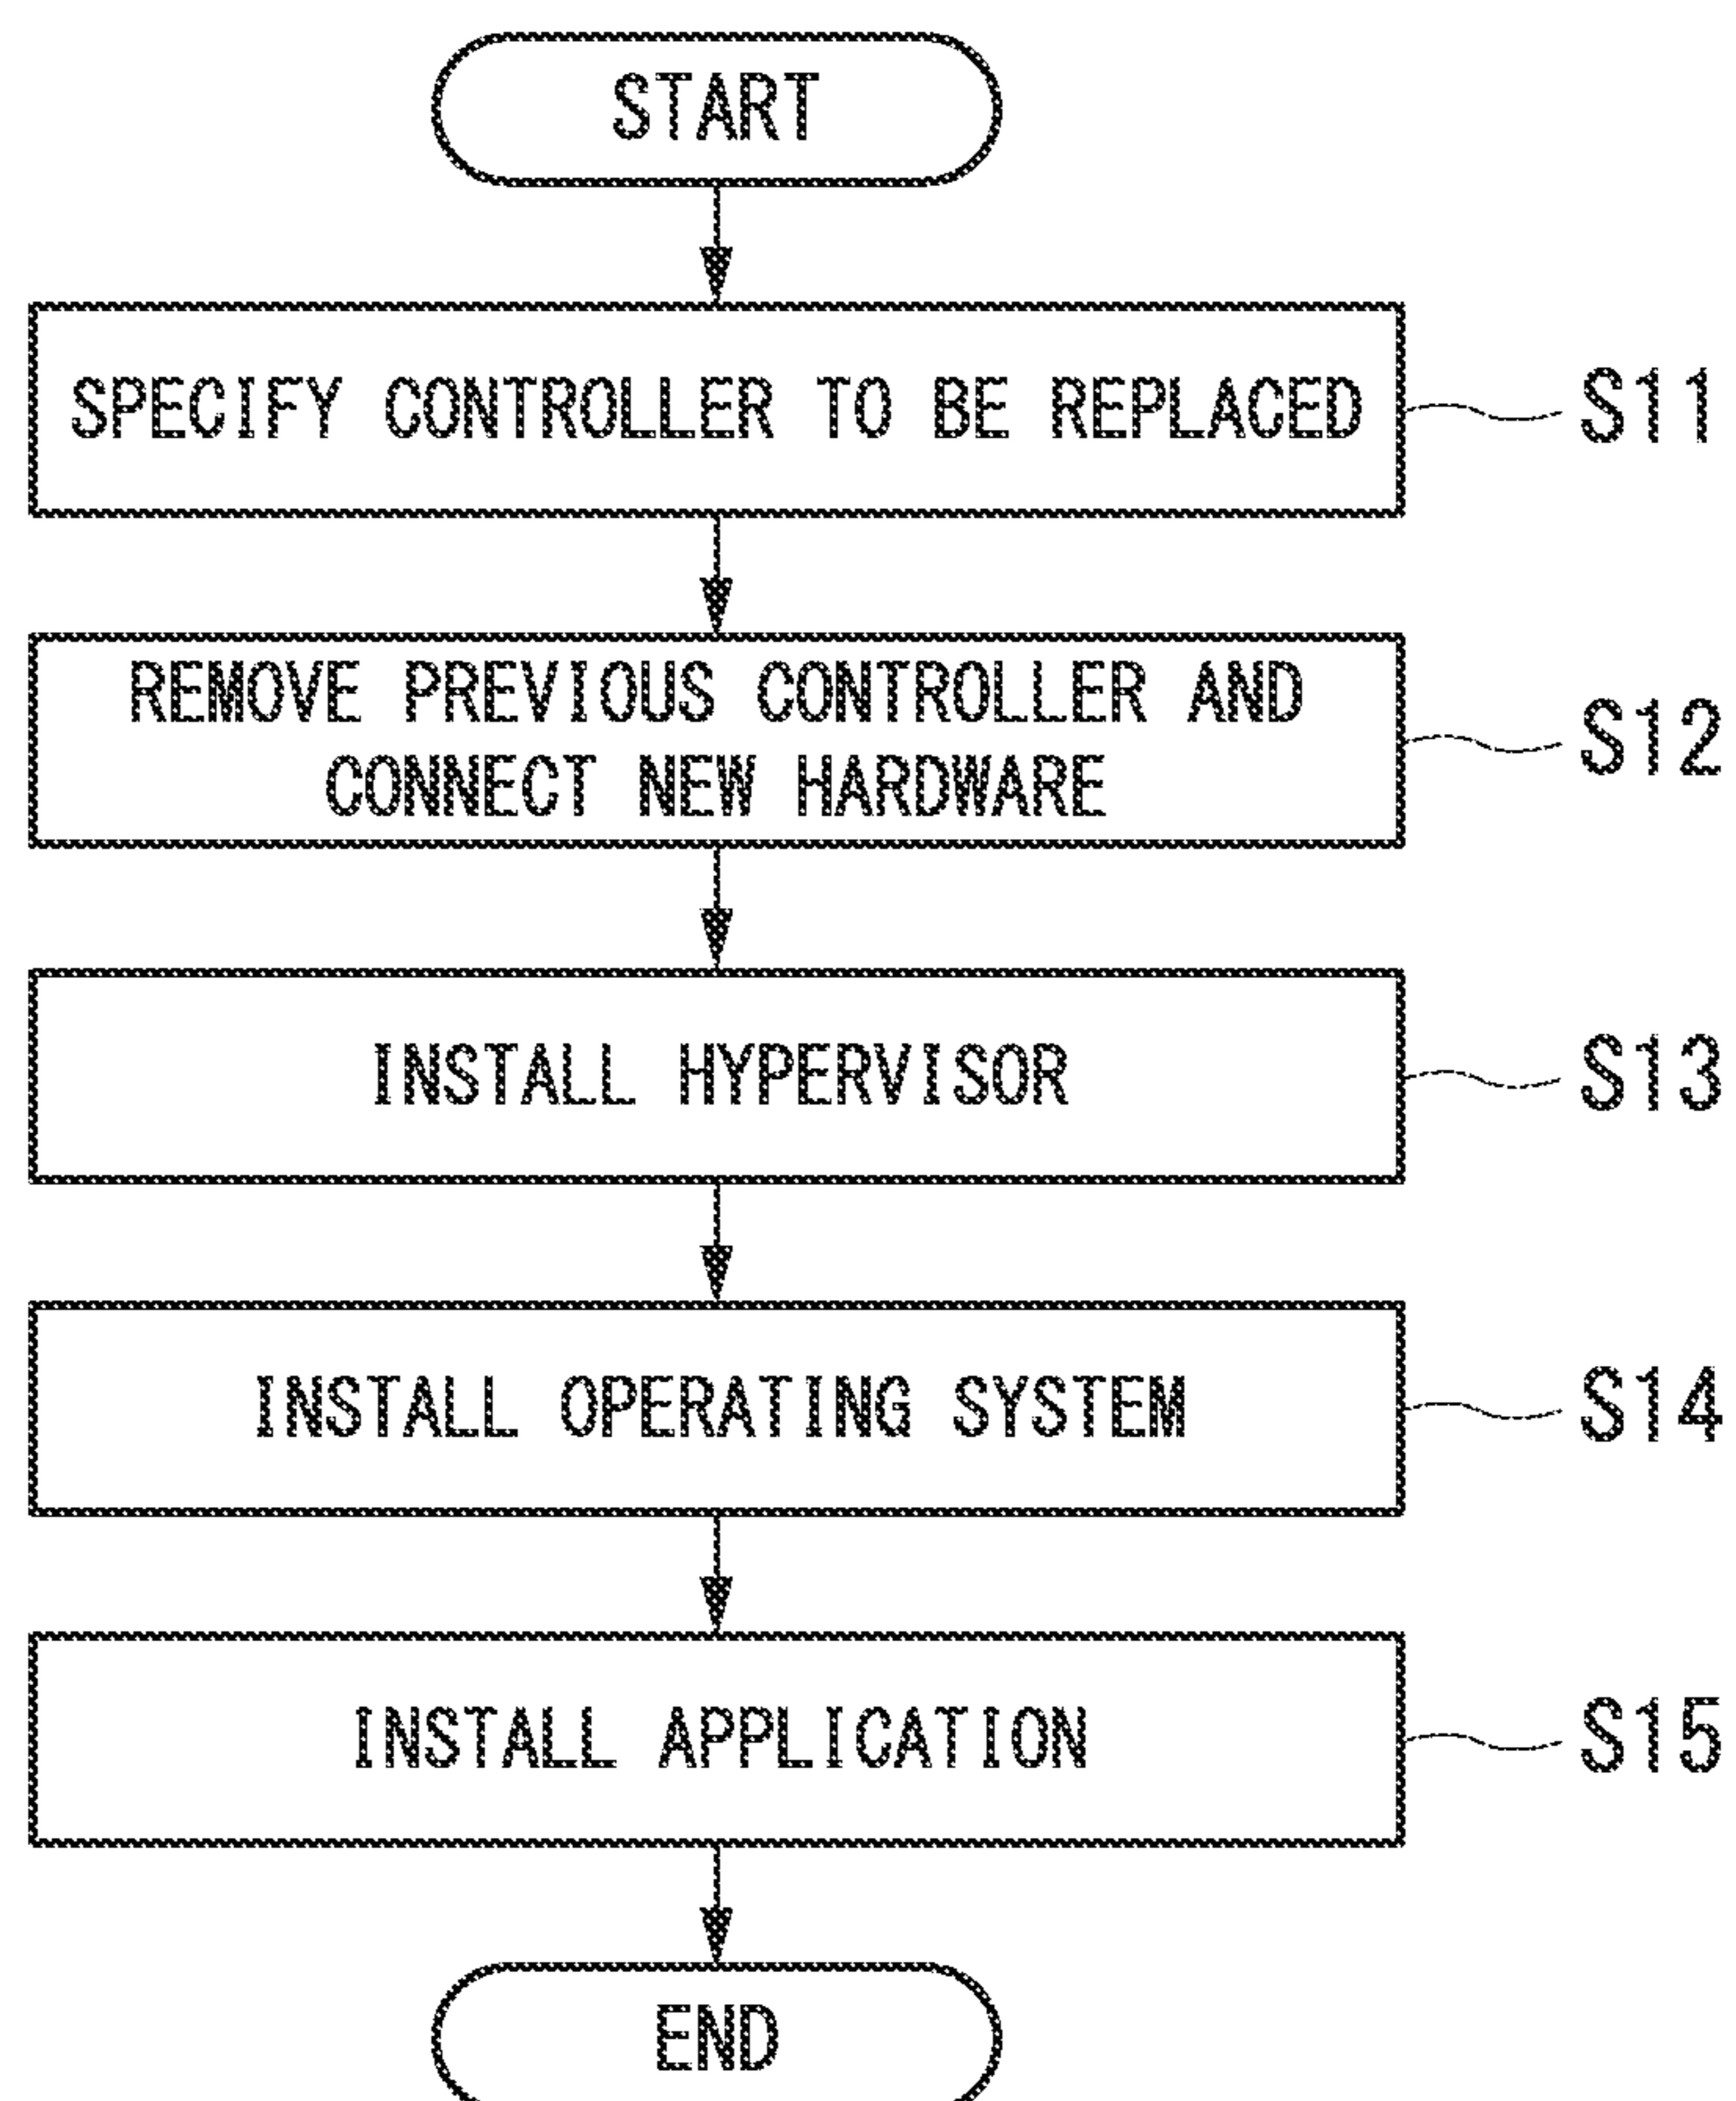 START
SPECIFY CONTROLLER TO BE REPLACED
S11
REMOVE PREVIOUS CONTROLLER AND
CONNECT NEW HARDWARE
S12
INSTALL HYPERVISOR
S13
INSTALL OPERATING SYSTEM
S14
INSTALL APPLICATION
S15
END